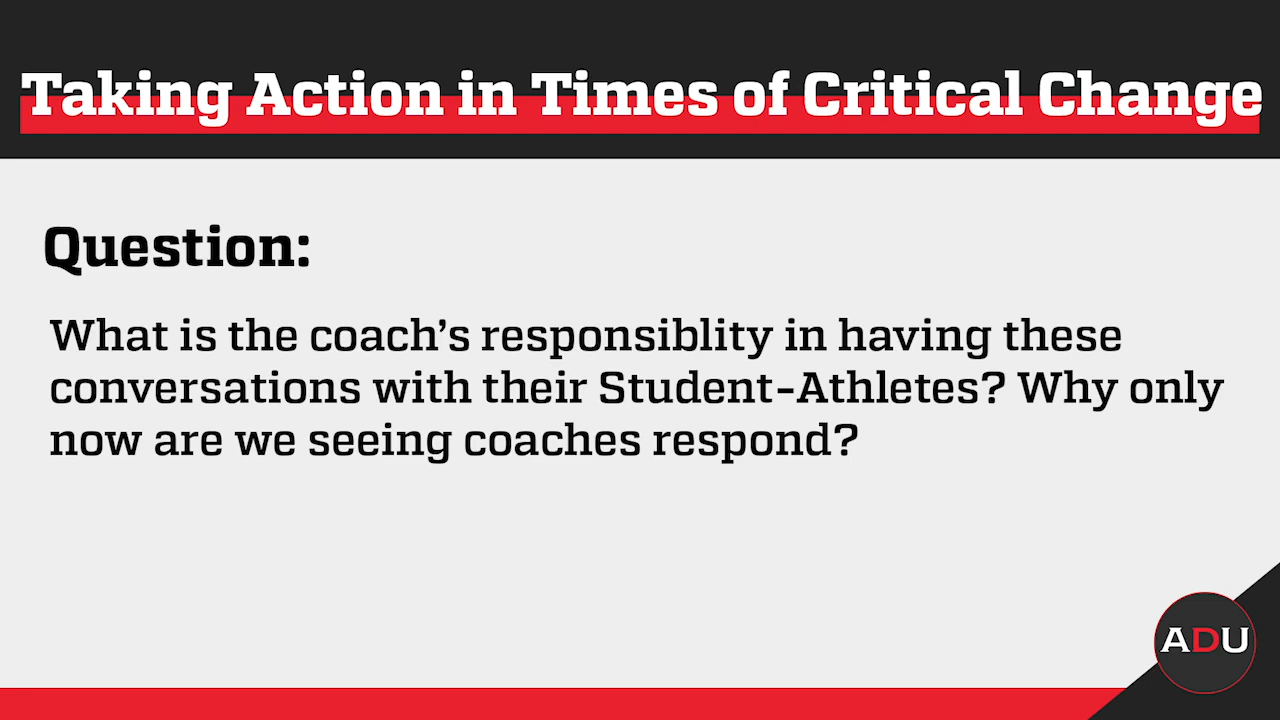 Taking Action in Times of Critical Change
Question:
What is the coach's responsiblity in having these
conversations with their Student-Athletes? Why only
now are we seeing coaches respond?
ADU